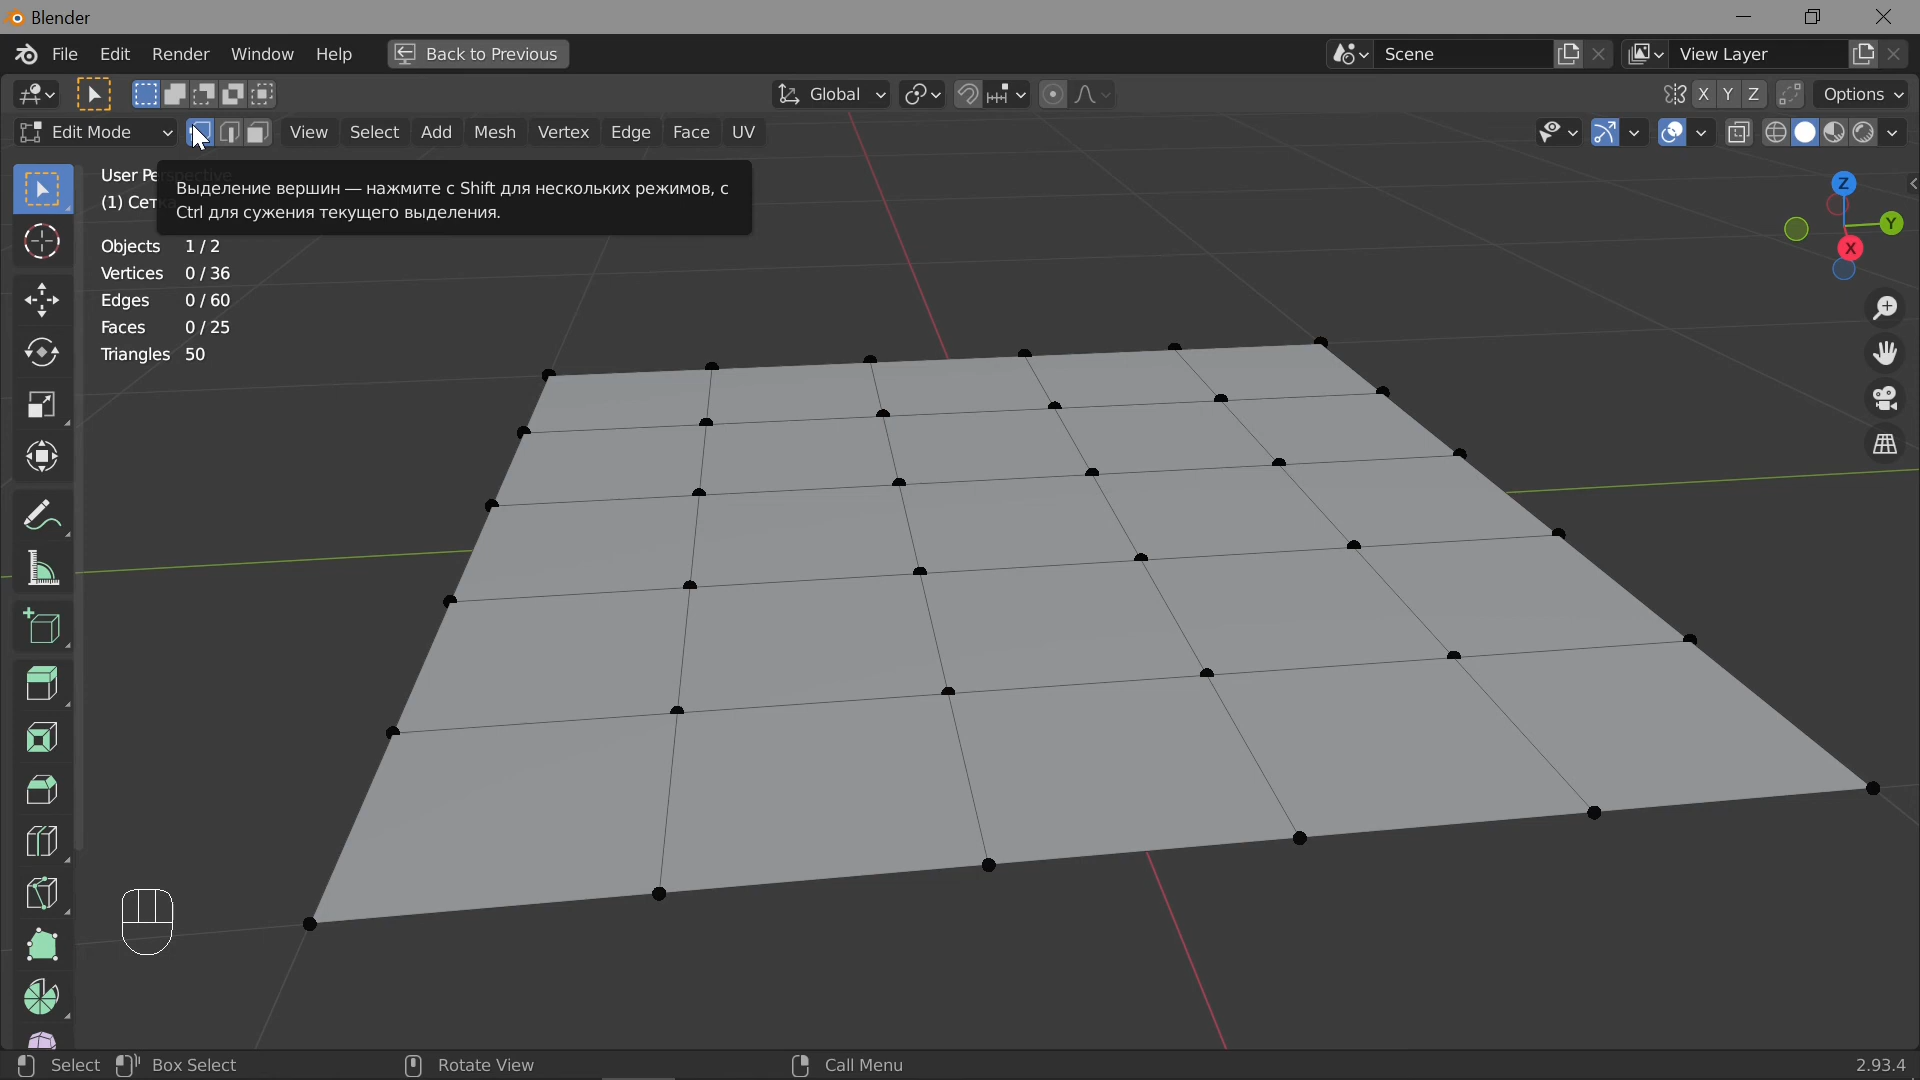 Blender
File Edit Render Window Help Back to Previous Scene View Layer
Global X Y Z Options
Edit Mode View Select Add Mesh Vertex Edge Face UV
User Perspective
(1) Сетка
Выделение вершин — нажмите с Shift для нескольких режимов, с
Ctrl для сужения текущего выделения.
Objects 1 / 2
Vertices 0 / 36
Edges 0 / 60
Faces 0 / 25
Triangles 50
Z
Y
X
Select Box Select Rotate View Call Menu 2.93.4